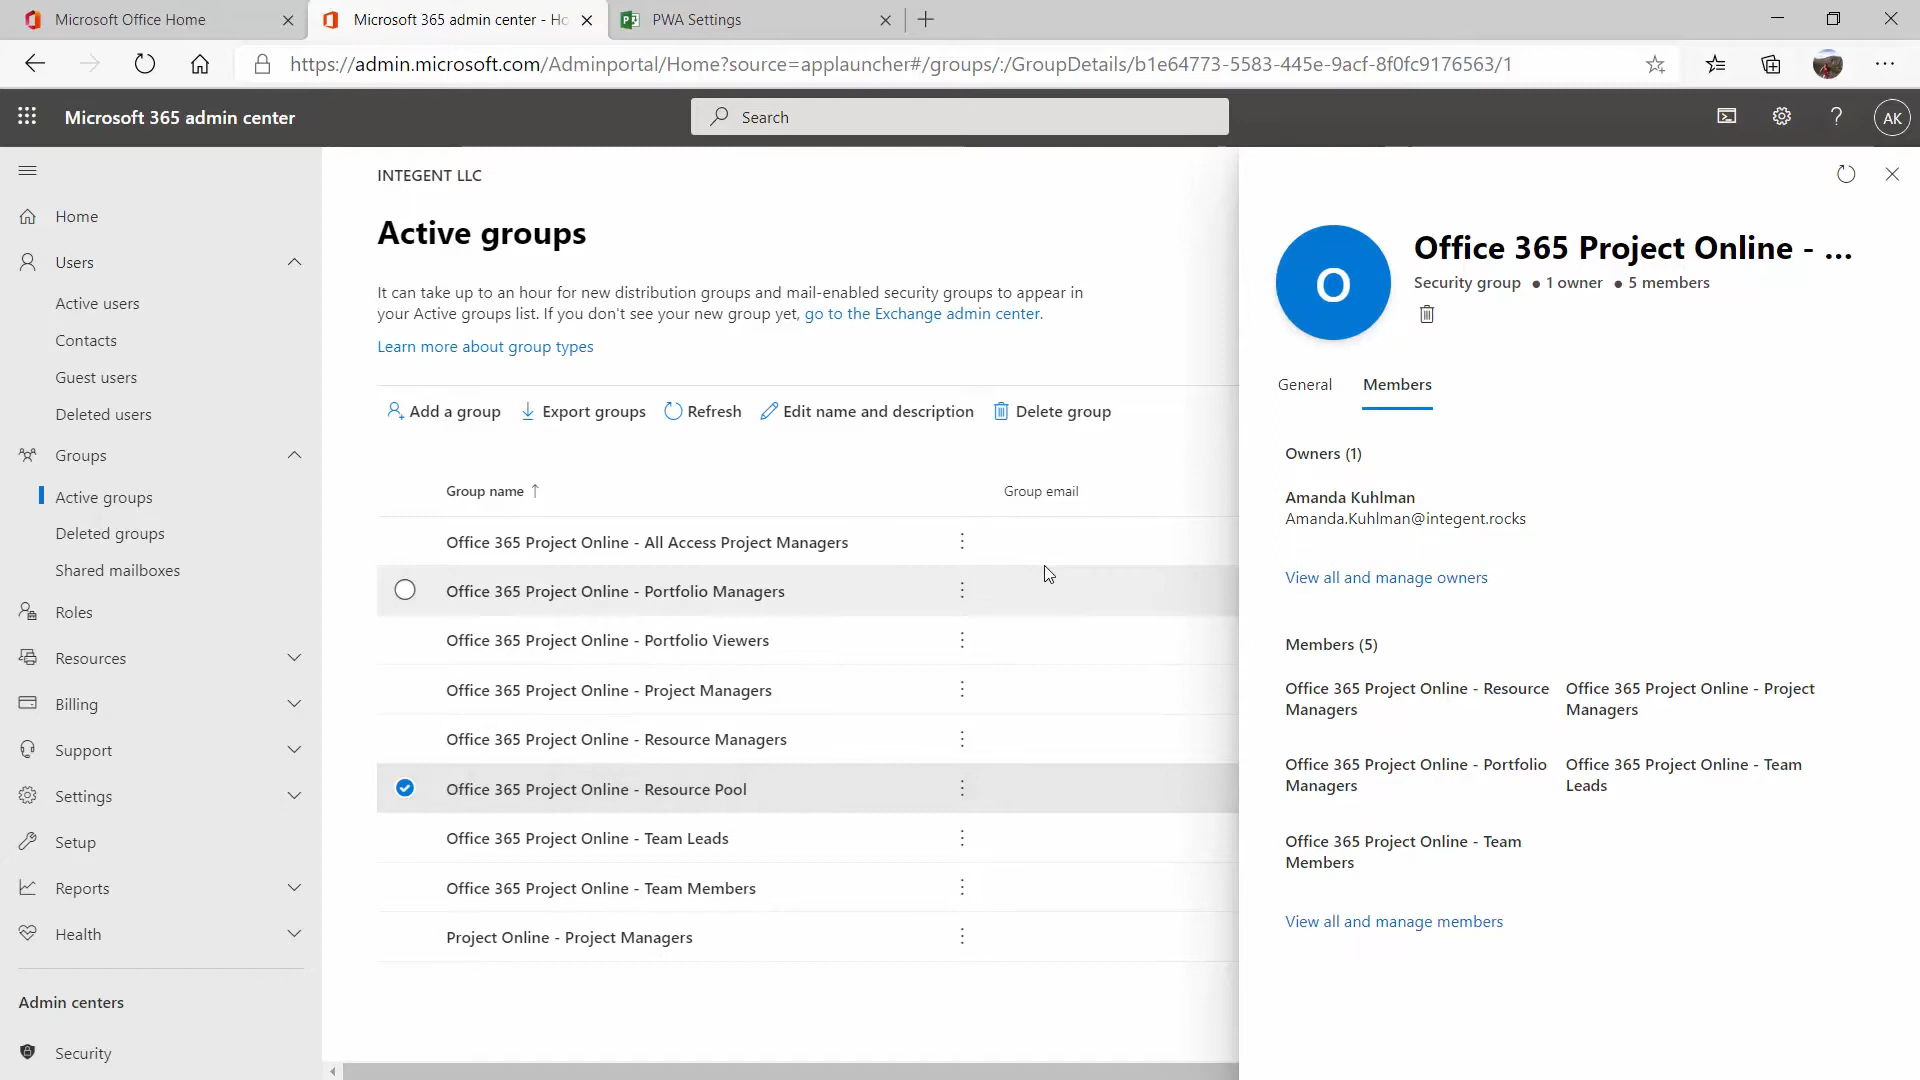 Microsoft Office Home
Microsoft 365 admin center - Ho
PWA Settings
https://admin.microsoft.com/Adminportal/Home?source=applauncher#/groups/:/GroupDetails/b1e64773-5583-445e-9acf-8f0fc9176563/1
Microsoft 365 admin center
Search
AK
Home
Users
Active users
Contacts
Guest users
Deleted users
Groups
Active groups
Deleted groups
Shared mailboxes
Roles
Resources
Billing
Support
Settings
Setup
Reports
Health
Admin centers
Security
INTEGENT LLC
Active groups
It can take up to an hour for new distribution groups and mail-enabled security groups to appear in
your Active groups list. If you don't see your new group yet, go to the Exchange admin center.
Learn more about group types
Add a group
Export groups
Refresh
Edit name and description
Delete group
Group name ↑
Group email
Office 365 Project Online - All Access Project Managers
Office 365 Project Online - Portfolio Managers
Office 365 Project Online - Portfolio Viewers
Office 365 Project Online - Project Managers
Office 365 Project Online - Resource Managers
Office 365 Project Online - Resource Pool
Office 365 Project Online - Team Leads
Office 365 Project Online - Team Members
Project Online - Project Managers
O
Office 365 Project Online - ...
Security group ● 1 owner ● 5 members
General
Members
Owners (1)
Amanda Kuhlman
Amanda.Kuhlman@integent.rocks
View all and manage owners
Members (5)
Office 365 Project Online - Resource
Managers
Office 365 Project Online - Project
Managers
Office 365 Project Online - Portfolio
Managers
Office 365 Project Online - Team
Leads
Office 365 Project Online - Team
Members
View all and manage members